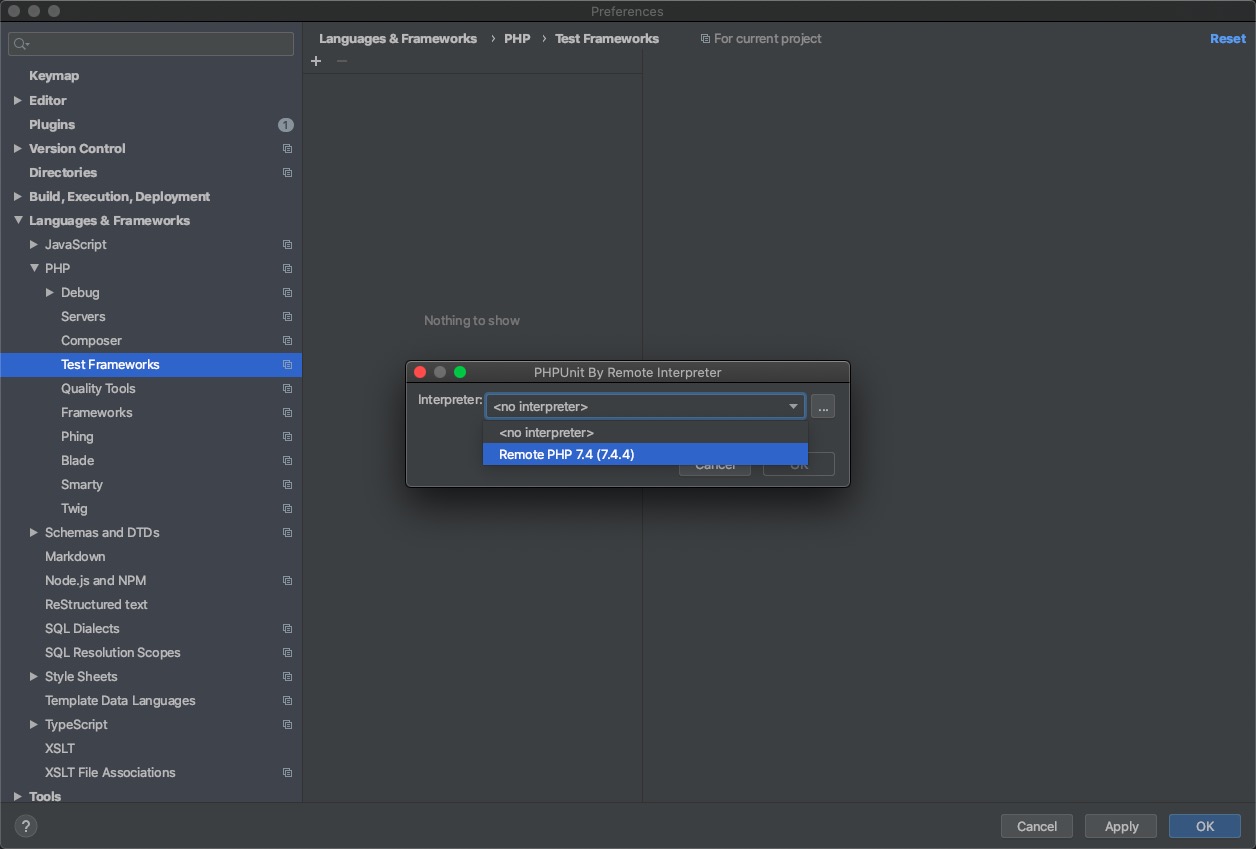 Preferences
Keymap
Editor
Plugins
1
Version Control
Directories
Build, Execution, Deployment
Languages & Frameworks
JavaScript
PHP
Debug
Servers
Composer
Test Frameworks
Quality Tools
Frameworks
Phing
Blade
Smarty
Twig
Schemas and DTDs
Markdown
Node.js and NPM
ReStructured text
SQL Dialects
SQL Resolution Scopes
Style Sheets
Template Data Languages
TypeScript
XSLT
XSLT File Associations
Tools
?
Languages & Frameworks › PHP › Test Frameworks
For current project
Reset
+ −
Nothing to show
PHPUnit By Remote Interpreter
Interpreter: <no interpreter>
...
<no interpreter>
Remote PHP 7.4 (7.4.4)
Cancel OK
Cancel Apply OK